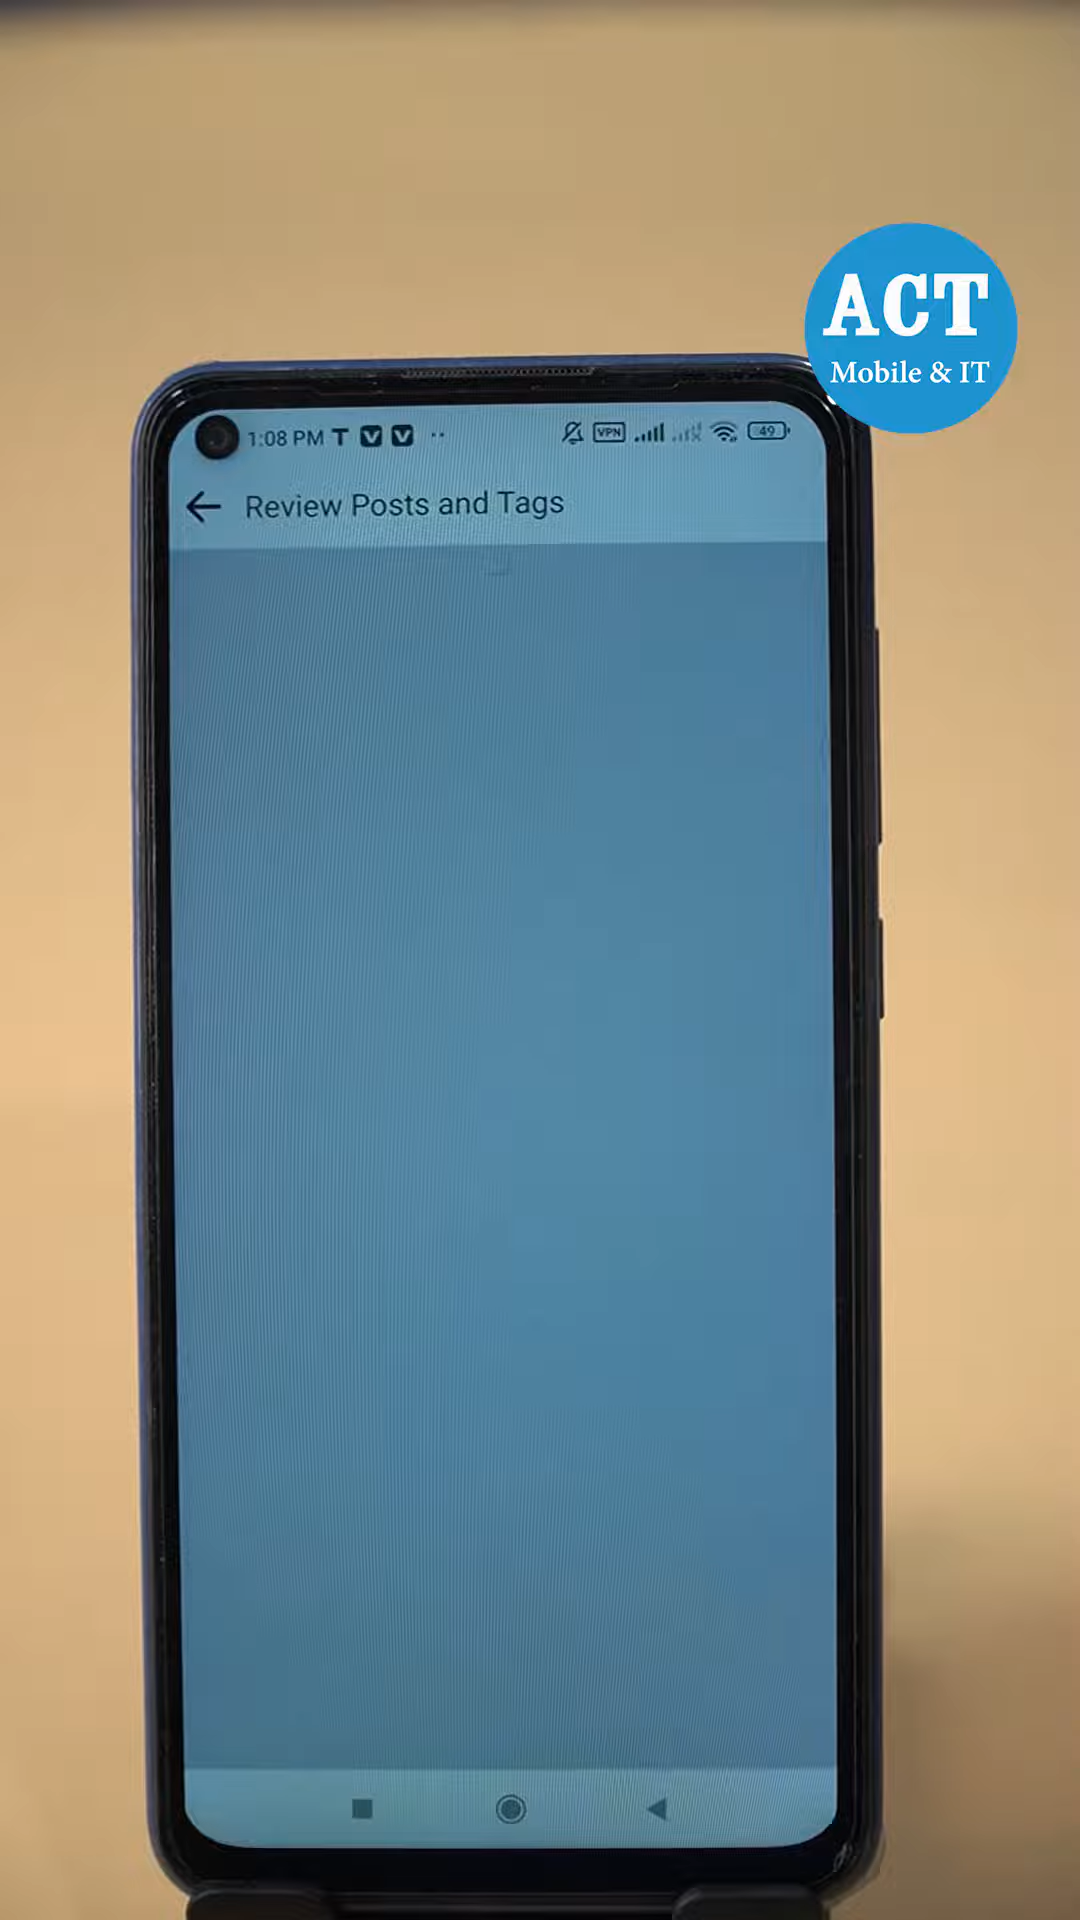 ACT
Mobile & IT
1:08 PM
VPN
49
Review Posts and Tags